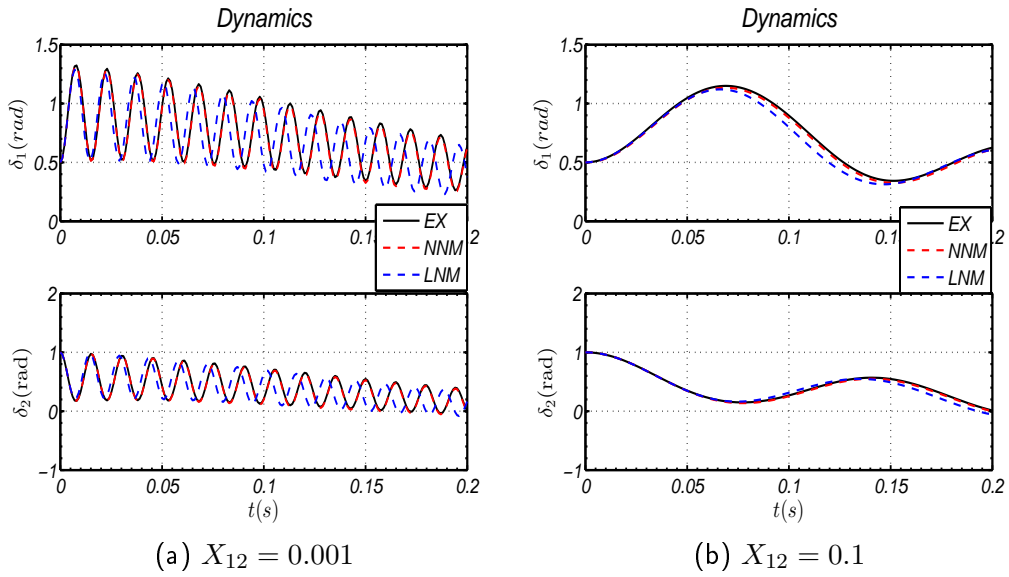 Dynamics
1.5
1
0.5
0
δ₁(rad)
0 0.05 0.1 0.15 0.2
EX
NNM
LNM
2
1
0
−1
δ₂(rad)
0 0.05 0.1 0.15 0.2
t(s)
(a) X₁₂ = 0.001
Dynamics
1.5
1
0.5
0
δ₁(rad)
0 0.05 0.1 0.15 0.2
EX
NNM
LNM
2
1
0
−1
δ₂(rad)
0 0.05 0.1 0.15 0.2
t(s)
(b) X₁₂ = 0.1